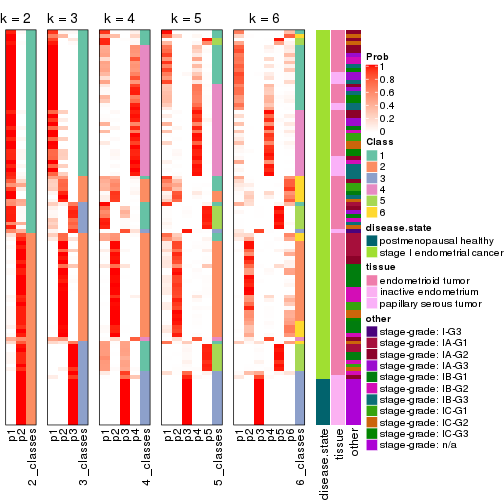 k = 2 k = 3 k = 4 k = 5 k = 6
Prob
1
0.8
0.6
0.4
0.2
0
Class
1
2
3
4
5
6
disease.state
postmenopausal healthy
stage I endometrial cancer
tissue
endometrioid tumor
inactive endometrium
papillary serous tumor
other
stage-grade: I-G3
stage-grade: IA-G1
stage-grade: IA-G2
stage-grade: IA-G3
stage-grade: IB-G1
stage-grade: IB-G2
stage-grade: IB-G3
stage-grade: IC-G1
stage-grade: IC-G2
stage-grade: IC-G3
stage-grade: n/a
p1 p2 2_classes p1 p2 p3 3_classes p1 p2 p3 p4 4_classes p1 p2 p3 p4 p5 5_classes p1 p2 p3 p4 p5 p6 6_classes disease.state tissue other